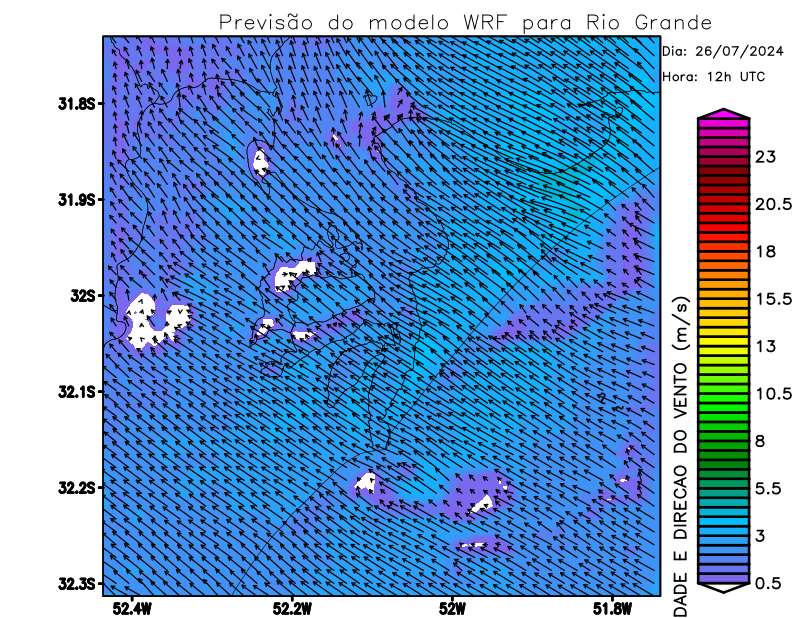 Previsão do modelo WRF para Rio Grande
Dia: 26/07/2024
Hora: 12h UTC
31.8S
31.9S
32S
32.1S
32.2S
32.3S
52.4W
52.2W
52W
51.8W
23
20.5
18
15.5
13
10.5
8
5.5
3
0.5
DADE E DIRECAO DO VENTO (m/s)